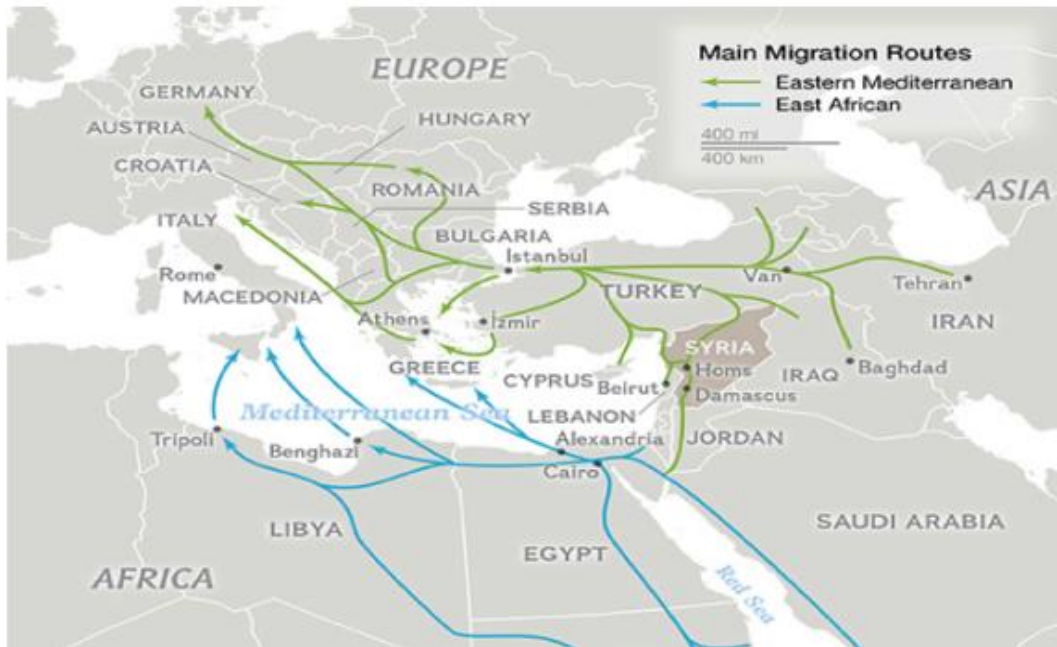 Main Migration Routes
Eastern Mediterranean
East African
400 mi
400 km
EUROPE
GERMANY
AUSTRIA
HUNGARY
CROATIA
ROMANIA
ASIA
ITALY
SERBIA
BULGARIA
İstanbul
Rome
Van
Tehran
MACEDONIA
TURKEY
Athens
İzmir
IRAN
SYRIA
GREECE
CYPRUS
Homs
IRAQ
Baghdad
Beirut
Damascus
Mediterranean Sea
LEBANON
Tripoli
Benghazi
Alexandria
JORDAN
Cairo
LIBYA
EGYPT
SAUDI ARABIA
AFRICA
Red Sea